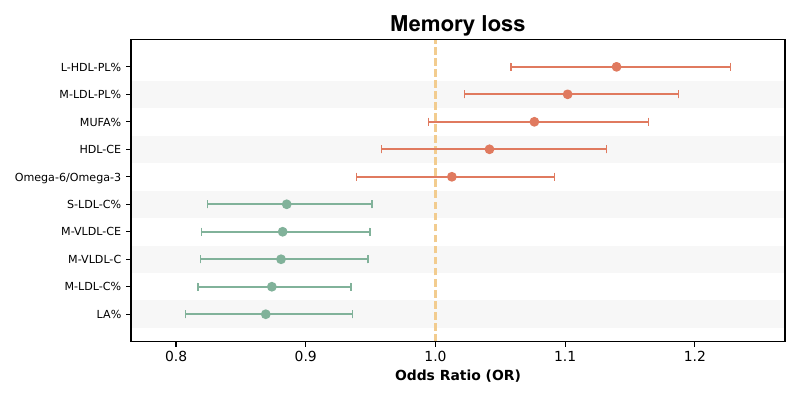 Memory loss
L-HDL-PL%
M-LDL-PL%
MUFA%
HDL-CE
Omega-6/Omega-3
S-LDL-C%
M-VLDL-CE
M-VLDL-C
M-LDL-C%
LA%
0.8 0.9 1.0 1.1 1.2
Odds Ratio (OR)